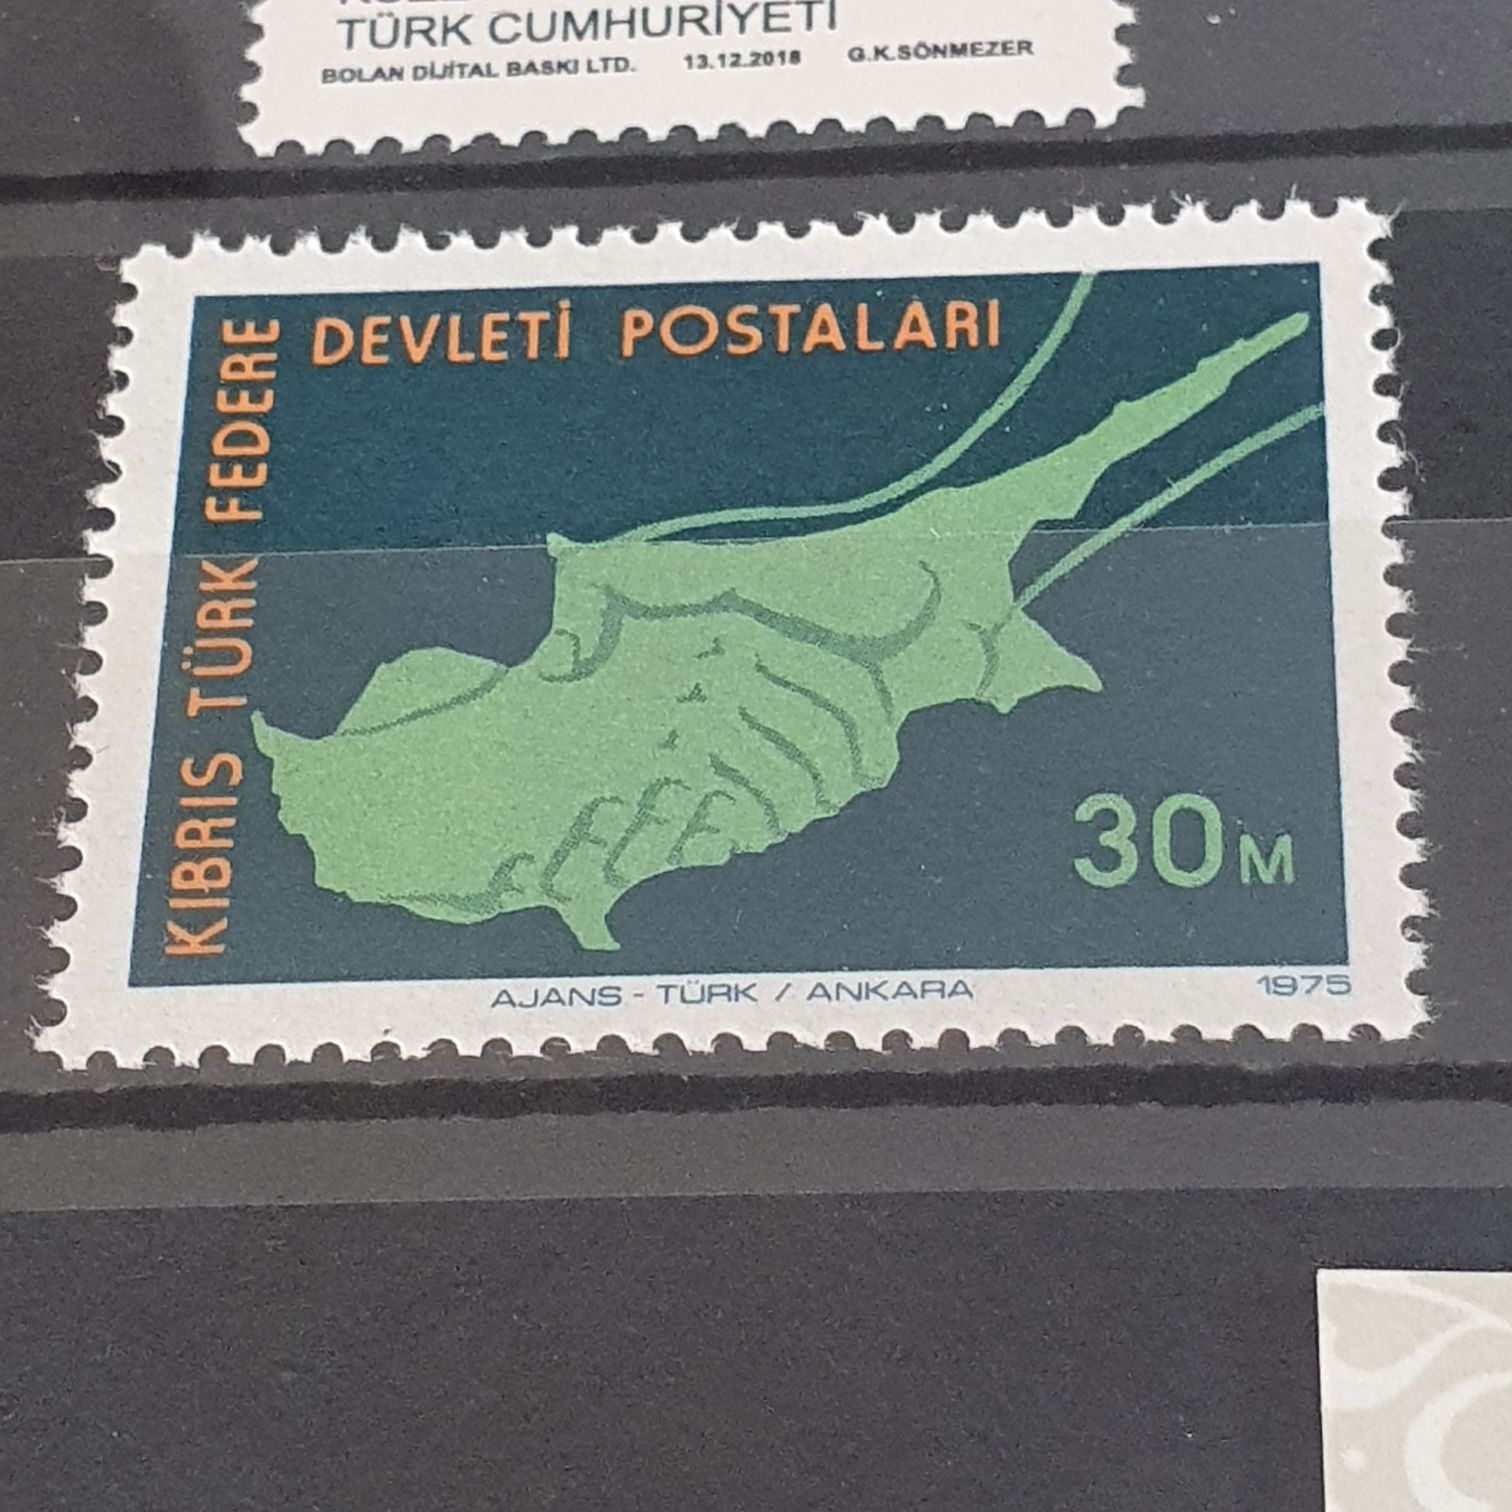 TÜRK CUMHURİYETİ
BOLAN DİJİTAL BASKI LTD. 13.12.2018 G.K.SÖNMEZER
KIBRIS TÜRK FEDERE
DEVLETİ POSTALARI
30 M
AJANS - TÜRK / ANKARA 1975